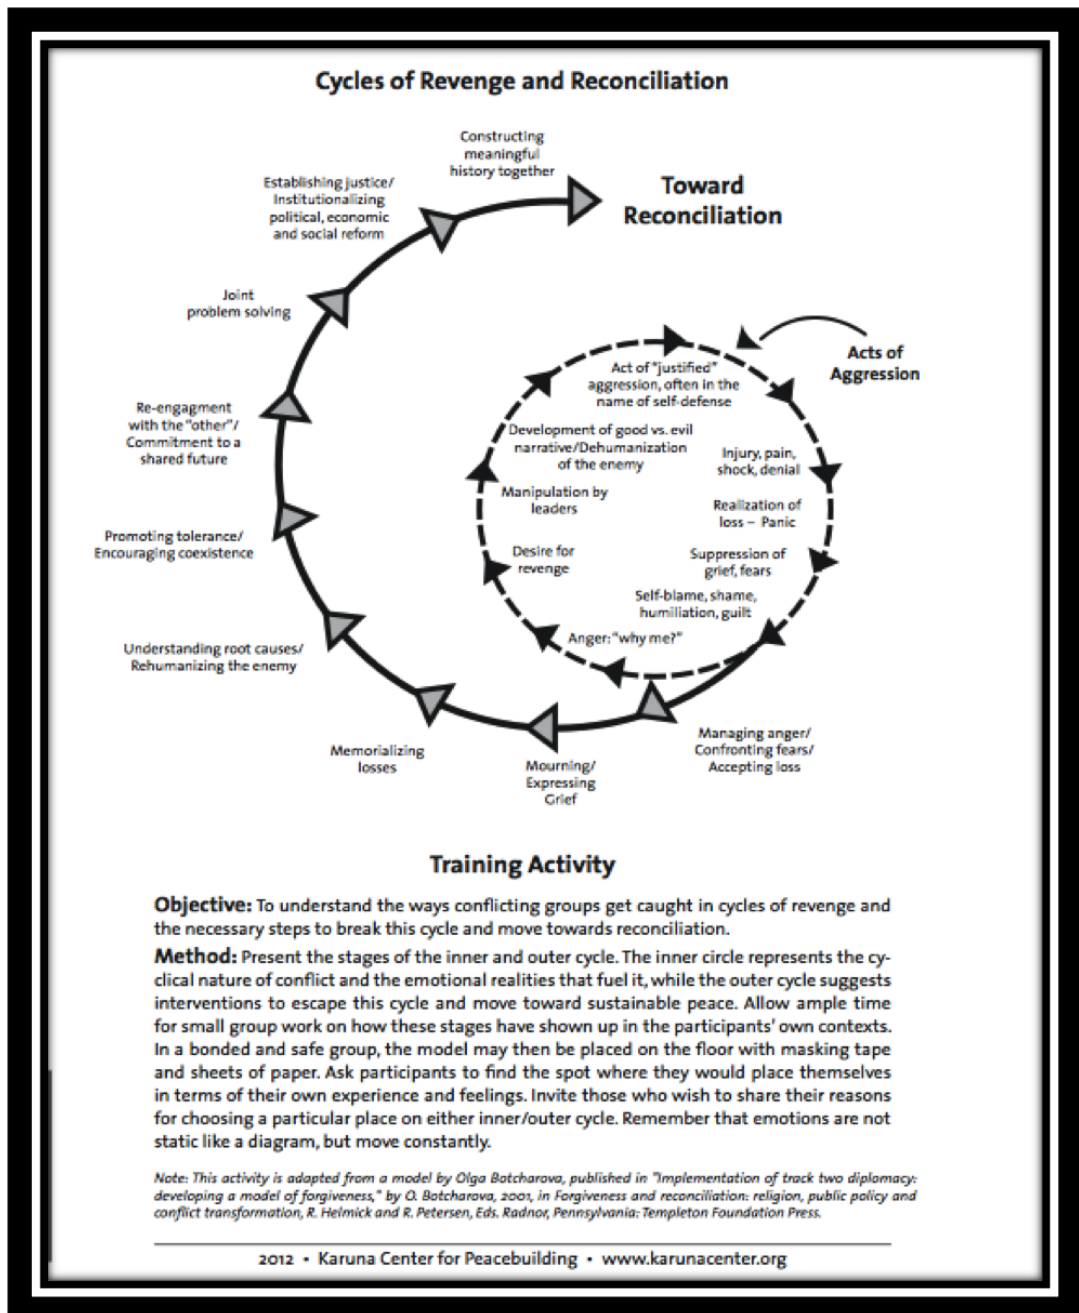 Cycles of Revenge and Reconciliation
Constructing
meaningful
history together
Toward
Reconciliation
Establishing justice/
Institutionalizing
political, economic
and social reform
Joint
problem solving
Re-engagment
with the "other"/
Commitment to a
shared future
Promoting tolerance/
Encouraging coexistence
Understanding root causes/
Rehumanizing the enemy
Memorializing
losses
Mourning/
Expressing
Grief
Managing anger/
Confronting fears/
Accepting loss
Acts of
Aggression
Act of "justified"
aggression, often in the
name of self-defense
Development of good vs. evil
narrative/Dehumanization
of the enemy
Manipulation by
leaders
Desire for
revenge
Anger: "why me?"
Injury, pain,
shock, denial
Realization of
loss – Panic
Suppression of
grief, fears
Self-blame, shame,
humiliation, guilt
Training Activity
Objective: To understand the ways conflicting groups get caught in cycles of revenge and
the necessary steps to break this cycle and move towards reconciliation.
Method: Present the stages of the inner and outer cycle. The inner circle represents the cy-
clical nature of conflict and the emotional realities that fuel it, while the outer cycle suggests
interventions to escape this cycle and move toward sustainable peace. Allow ample time
for small group work on how these stages have shown up in the participants' own contexts.
In a bonded and safe group, the model may then be placed on the floor with masking tape
and sheets of paper. Ask participants to find the spot where they would place themselves
in terms of their own experience and feelings. Invite those who wish to share their reasons
for choosing a particular place on either inner/outer cycle. Remember that emotions are not
static like a diagram, but move constantly.
Note: This activity is adapted from a model by Olga Botcharova, published in "Implementation of track two diplomacy:
developing a model of forgiveness," by O. Botcharova, 2001, in Forgiveness and reconciliation: religion, public policy and
conflict transformation, R. Helmick and R. Petersen, Eds. Radnor, Pennsylvania: Templeton Foundation Press.
2012 • Karuna Center for Peacebuilding • www.karunacenter.org